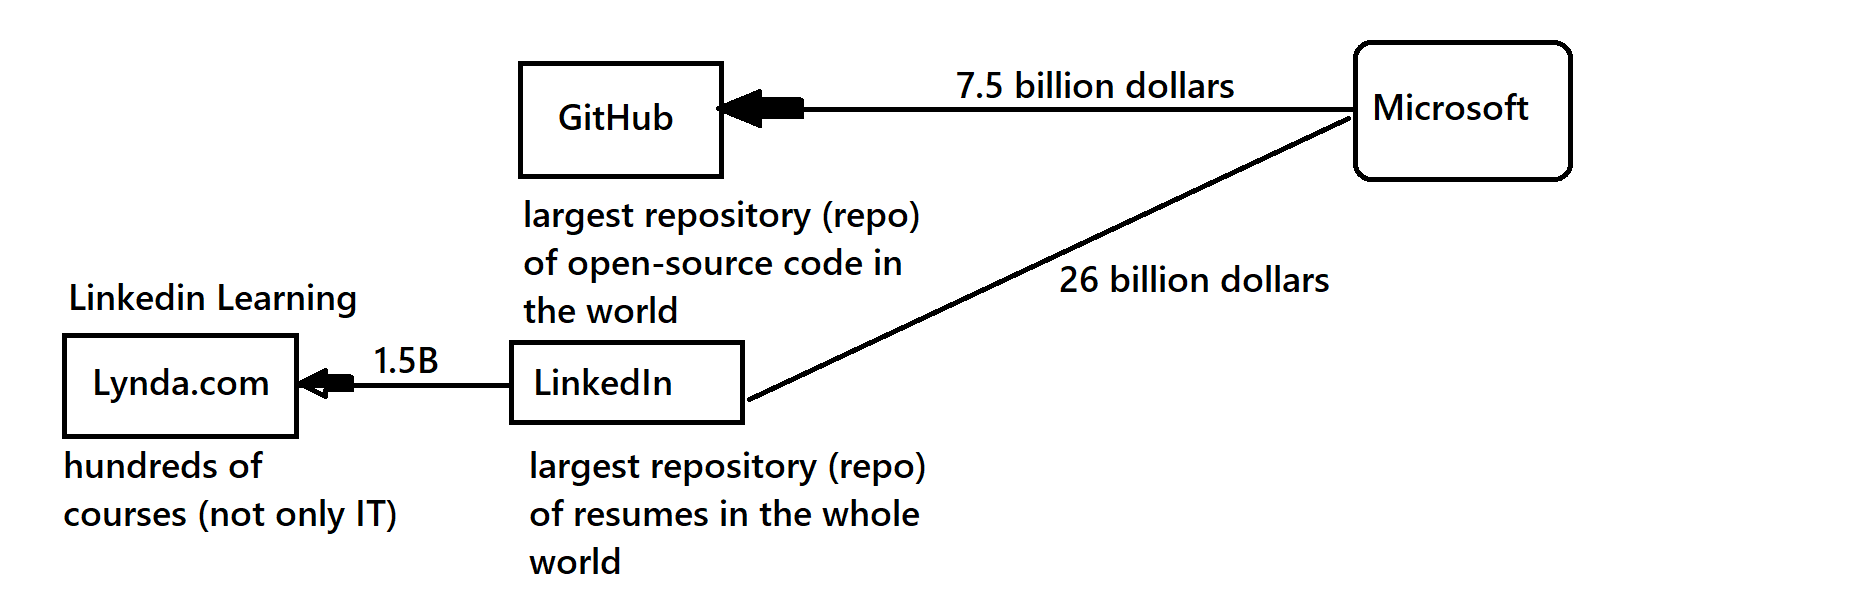 7.5 billion dollars
GitHub
Microsoft
largest repository (repo)
of open-source code in
the world
26 billion dollars
Linkedin Learning
1.5B
Lynda.com
LinkedIn
hundreds of
courses (not only IT)
largest repository (repo)
of resumes in the whole
world